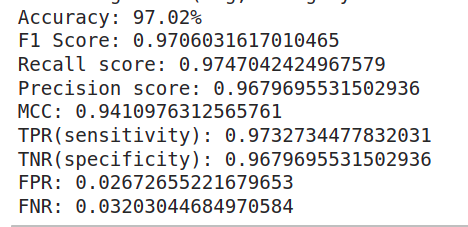 Accuracy: 97.02%
F1 Score: 0.9706031617010465
Recall score: 0.9747042424967579
Precision score: 0.9679695531502936
MCC: 0.9410976312565761
TPR(sensitivity): 0.9732734477832031
TNR(specificity): 0.9679695531502936
FPR: 0.02672655221679653
FNR: 0.03203044684970584